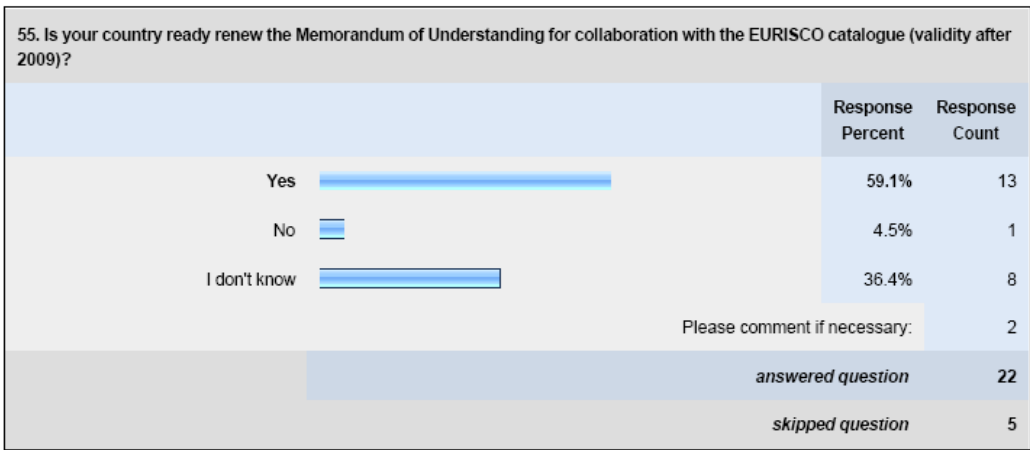 55. Is your country ready renew the Memorandum of Understanding for collaboration with the EURISCO catalogue (validity after
2009)?
Response Percent Response Count
Yes 59.1% 13
No 4.5% 1
I don't know 36.4% 8
Please comment if necessary: 2
answered question 22
skipped question 5